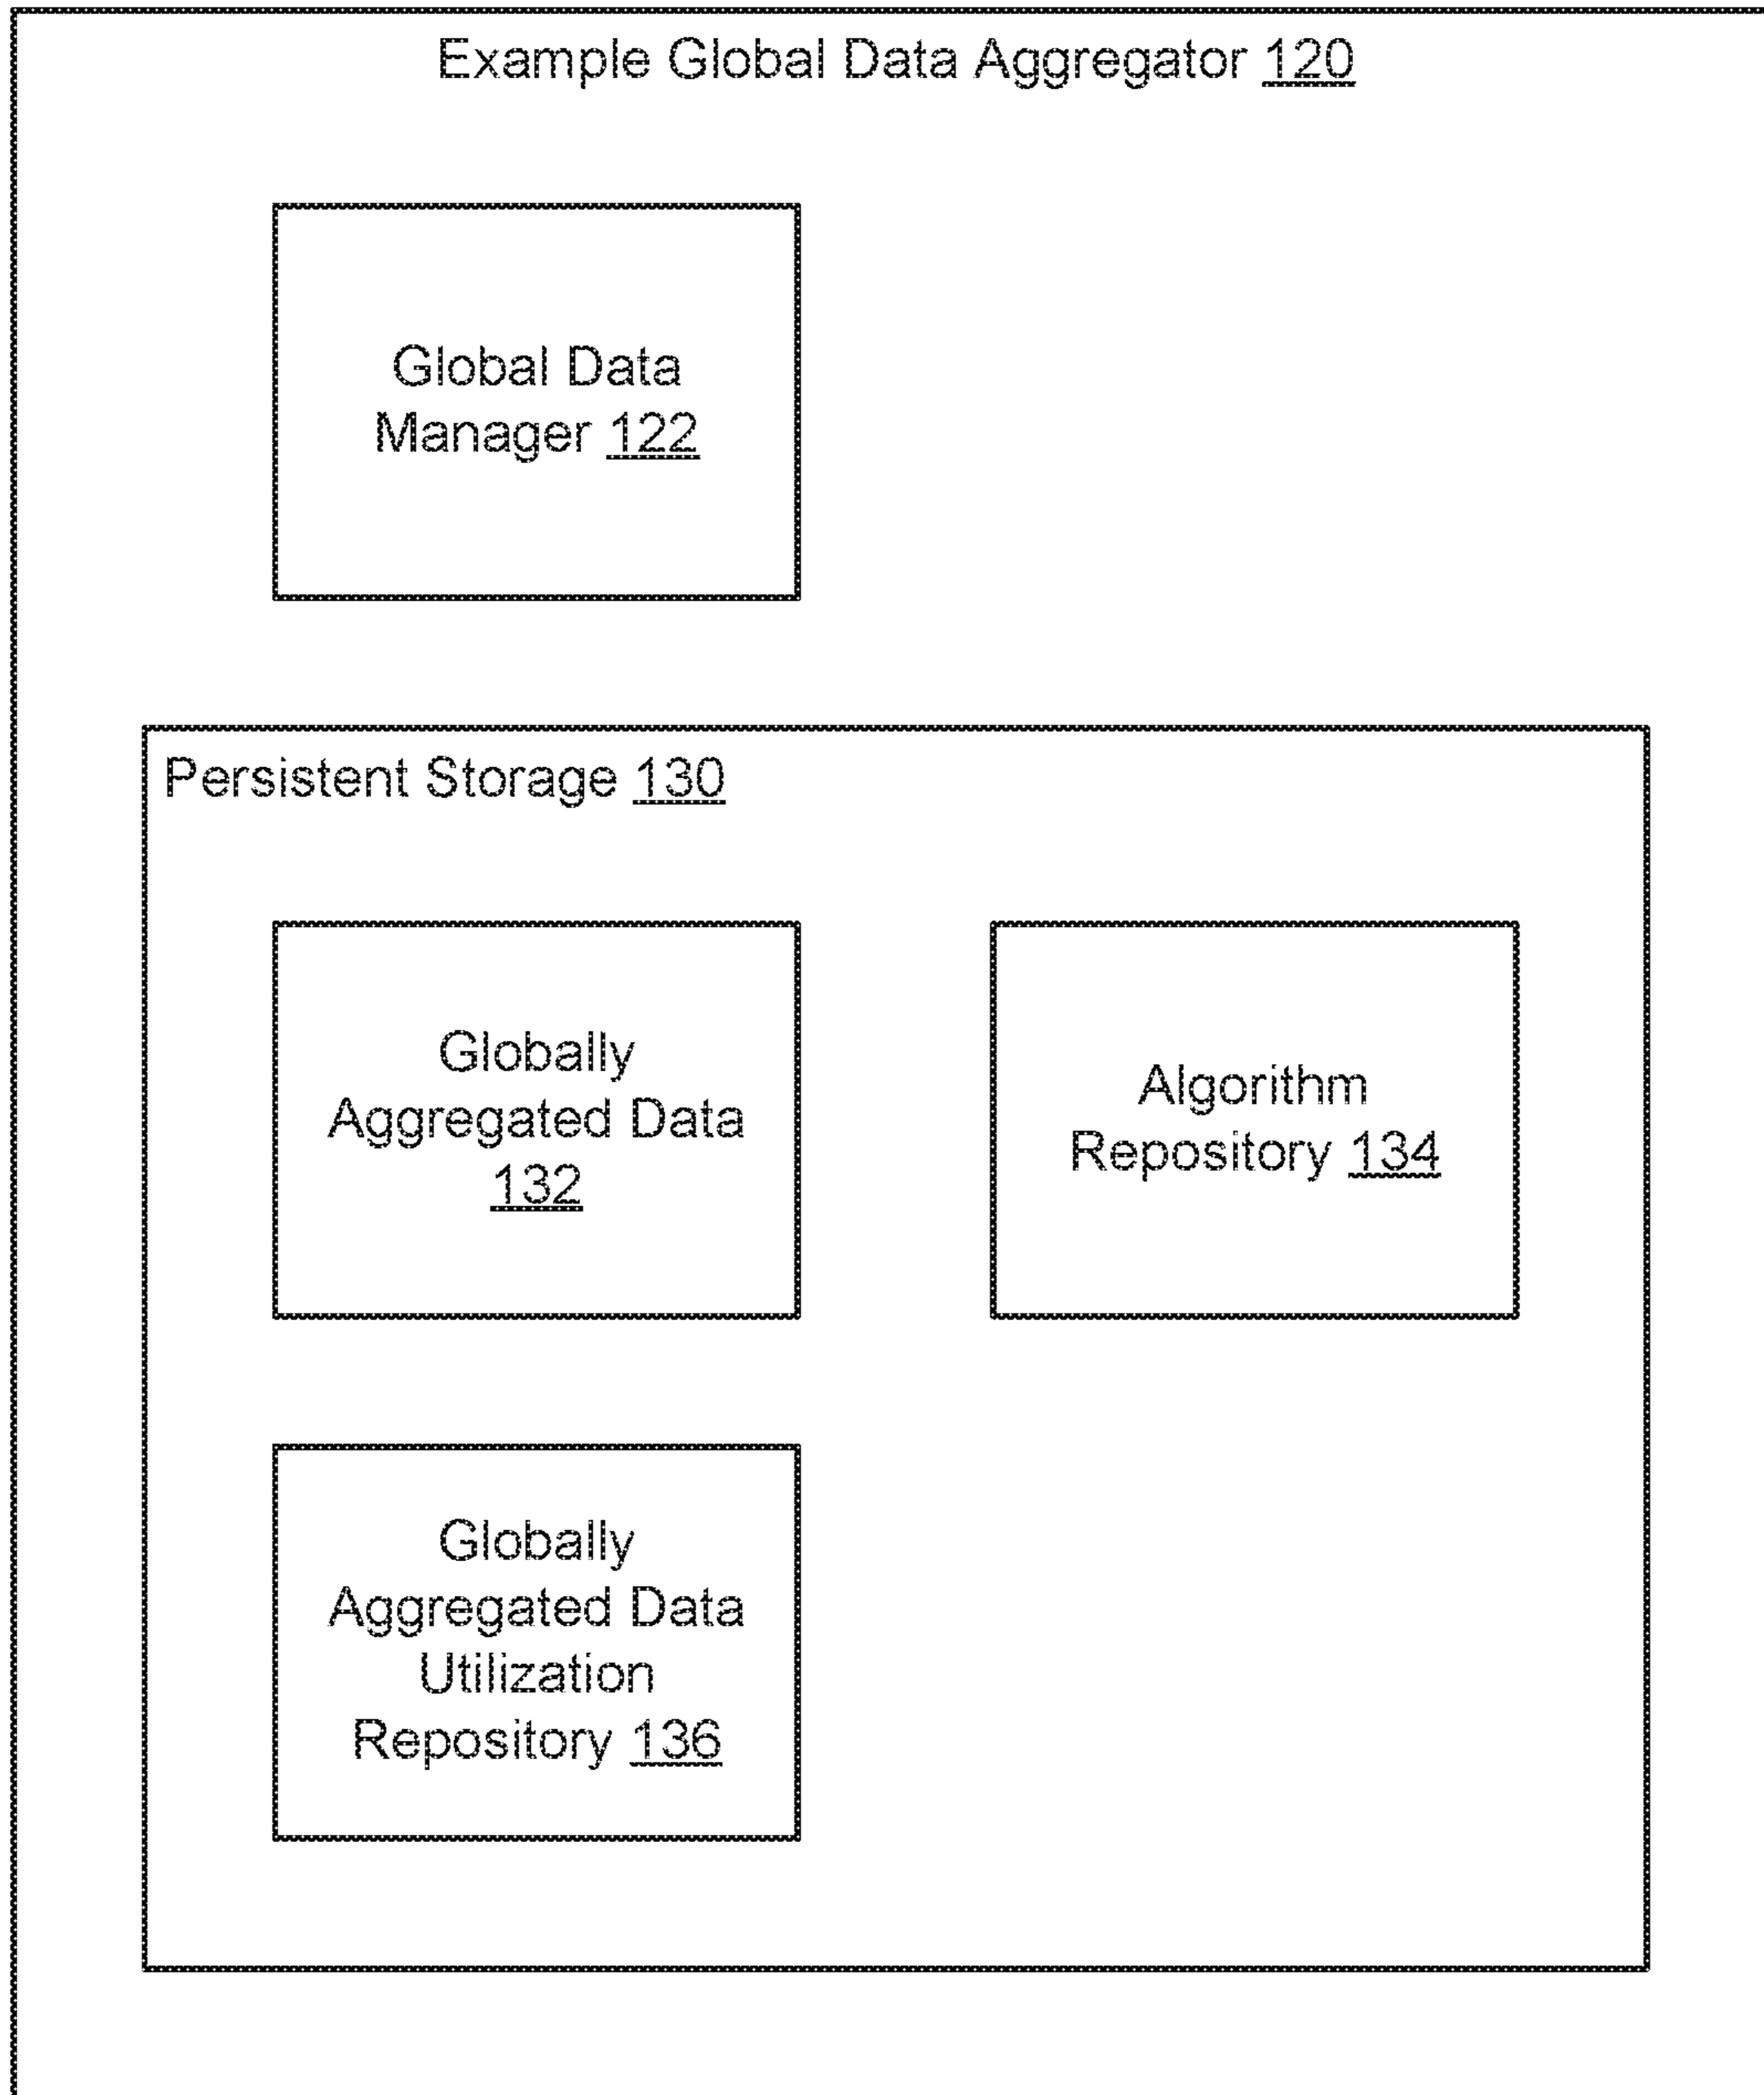 Example Global Data Aggregator 120
Global Data
Manager 122
Persistent Storage 130
Globally
Aggregated Data
132
Algorithm
Repository 134
Globally
Aggregated Data
Utilization
Repository 136